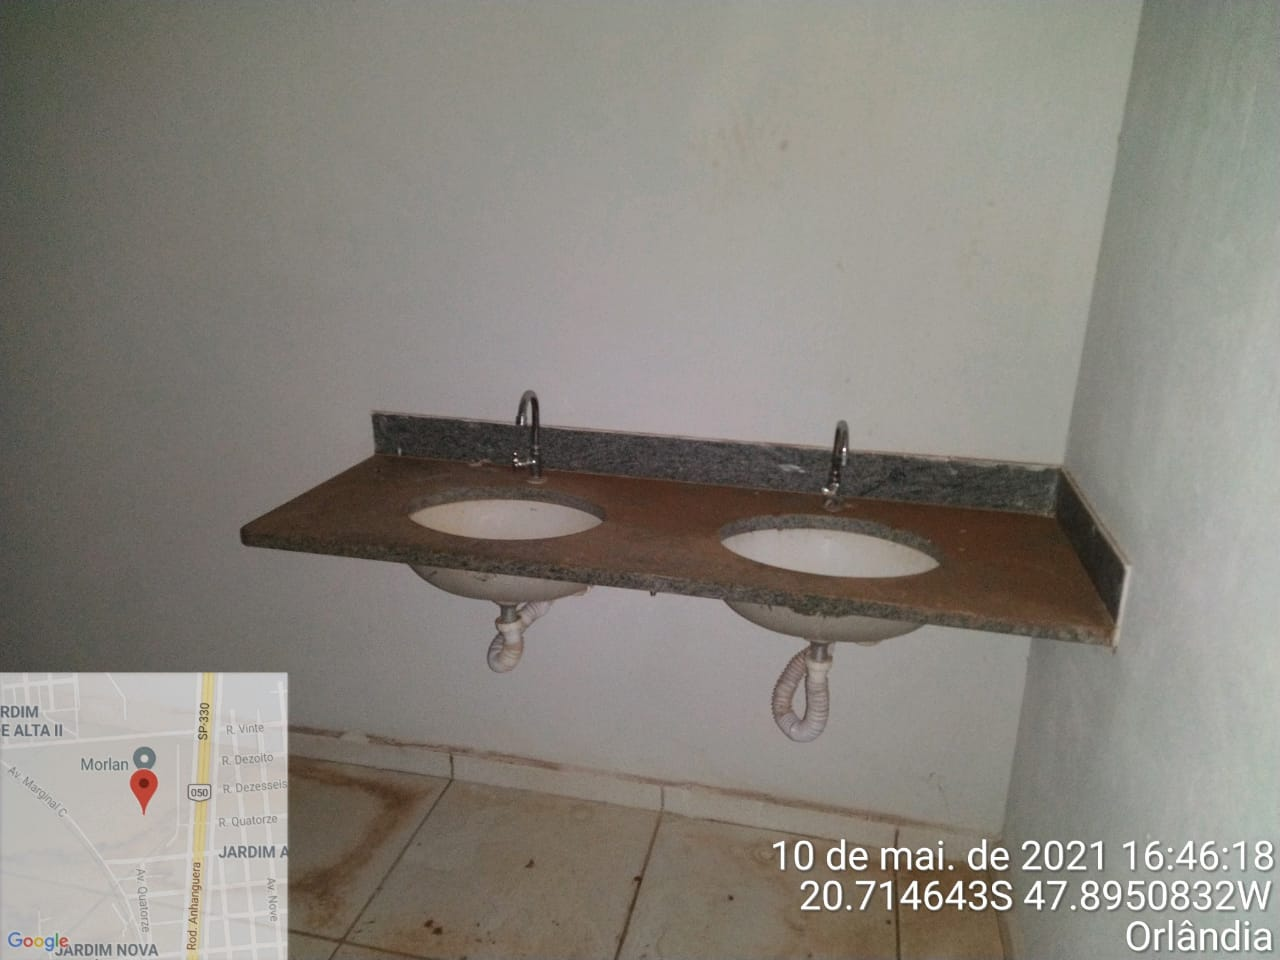 RDIM
E ALTA II
SP-330
R. Vinte
Morlan
R. Dezoito
Av. Marginal C
050
R. Dezesseis
R. Quatorze
JARDIM A
Av. Quatorze
Rod. Anhanguera
Av. Nove
Google
JARDIM NOVA
10 de mai. de 2021 16:46:18
20.714643S 47.8950832W
Orlândia